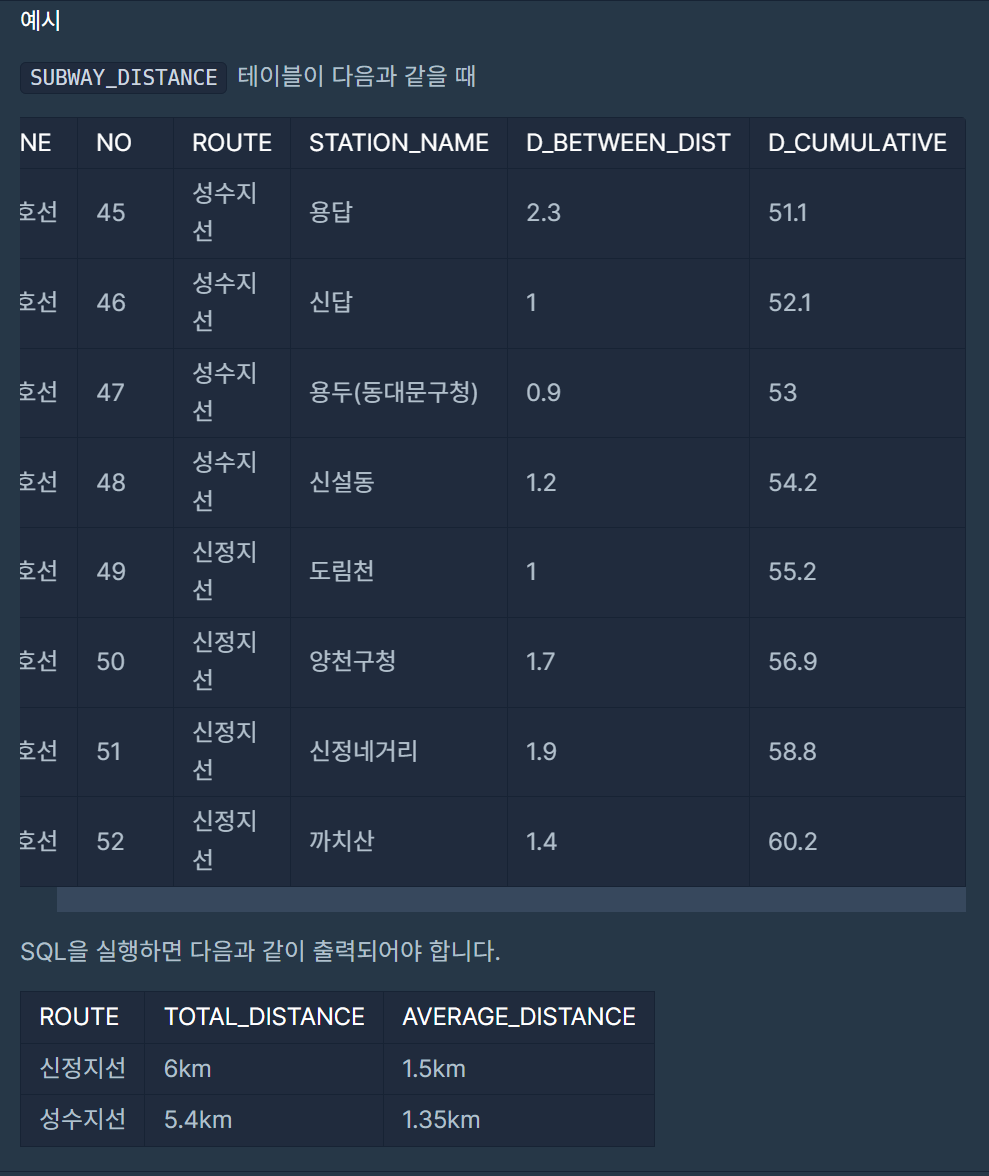 예시
SUBWAY_DISTANCE 테이블이 다음과 같을 때
NE NO ROUTE STATION_NAME D_BETWEEN_DIST D_CUMULATIVE
호선 45 성수지선 용답 2.3 51.1
호선 46 성수지선 신답 1 52.1
호선 47 성수지선 용두(동대문구청) 0.9 53
호선 48 성수지선 신설동 1.2 54.2
호선 49 신정지선 도림천 1 55.2
호선 50 신정지선 양천구청 1.7 56.9
호선 51 신정지선 신정네거리 1.9 58.8
호선 52 신정지선 까치산 1.4 60.2
SQL을 실행하면 다음과 같이 출력되어야 합니다.
ROUTE TOTAL_DISTANCE AVERAGE_DISTANCE
신정지선 6km 1.5km
성수지선 5.4km 1.35km